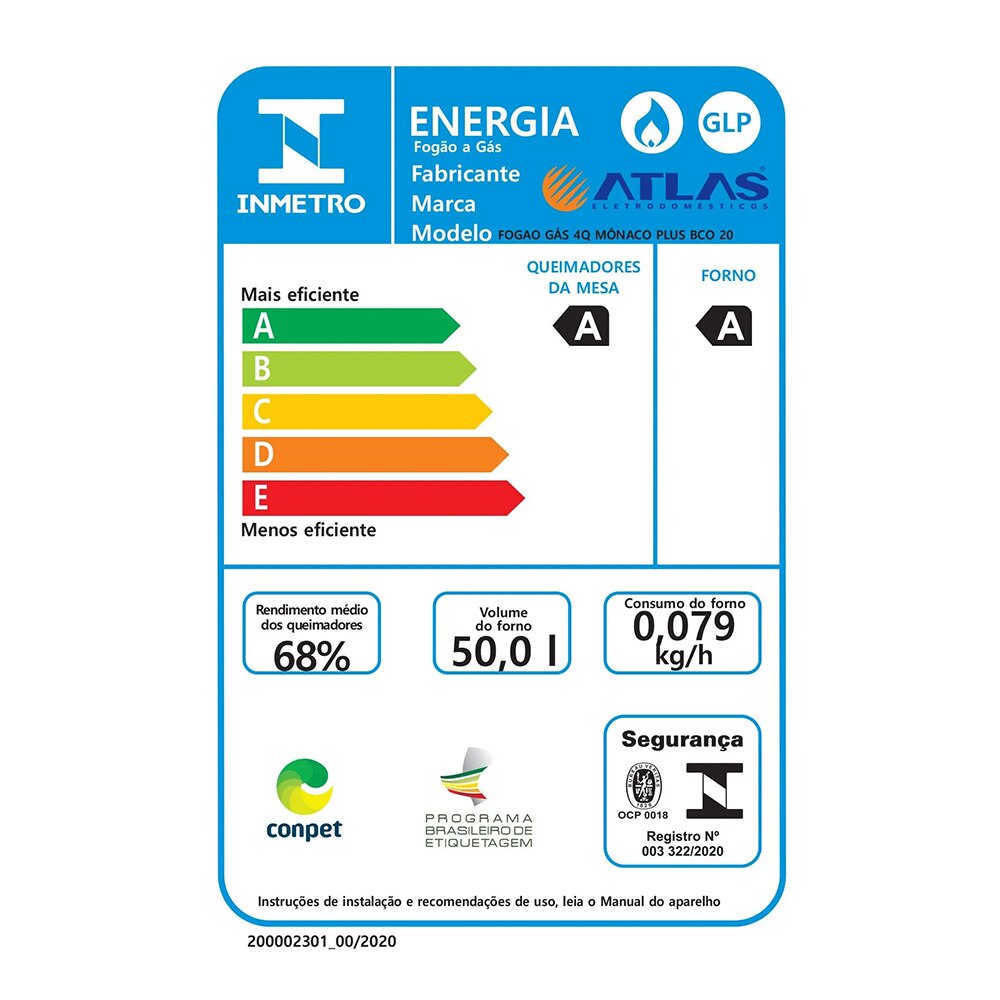 INMETRO
ENERGIA
Fogão a Gás
GLP
Fabricante
Marca
ATLAS®
ELETRODOMÉSTICOS
Modelo FOGAO GÁS 4Q MÔNACO PLUS BCO 20
QUEIMADORES
DA MESA
FORNO
Mais eficiente
A
B
C
D
E
Menos eficiente
A
A
Rendimento médio
dos queimadores
68%
Volume
do forno
50,0 l
Consumo do forno
0,079
kg/h
conpet
PROGRAMA
BRASILEIRO DE
ETIQUETAGEM
Segurança
BUREAU VERITAS
1828
OCP 0018
Registro Nº
003 322/2020
Instruções de instalação e recomendações de uso, leia o Manual do aparelho
200002301_00/2020